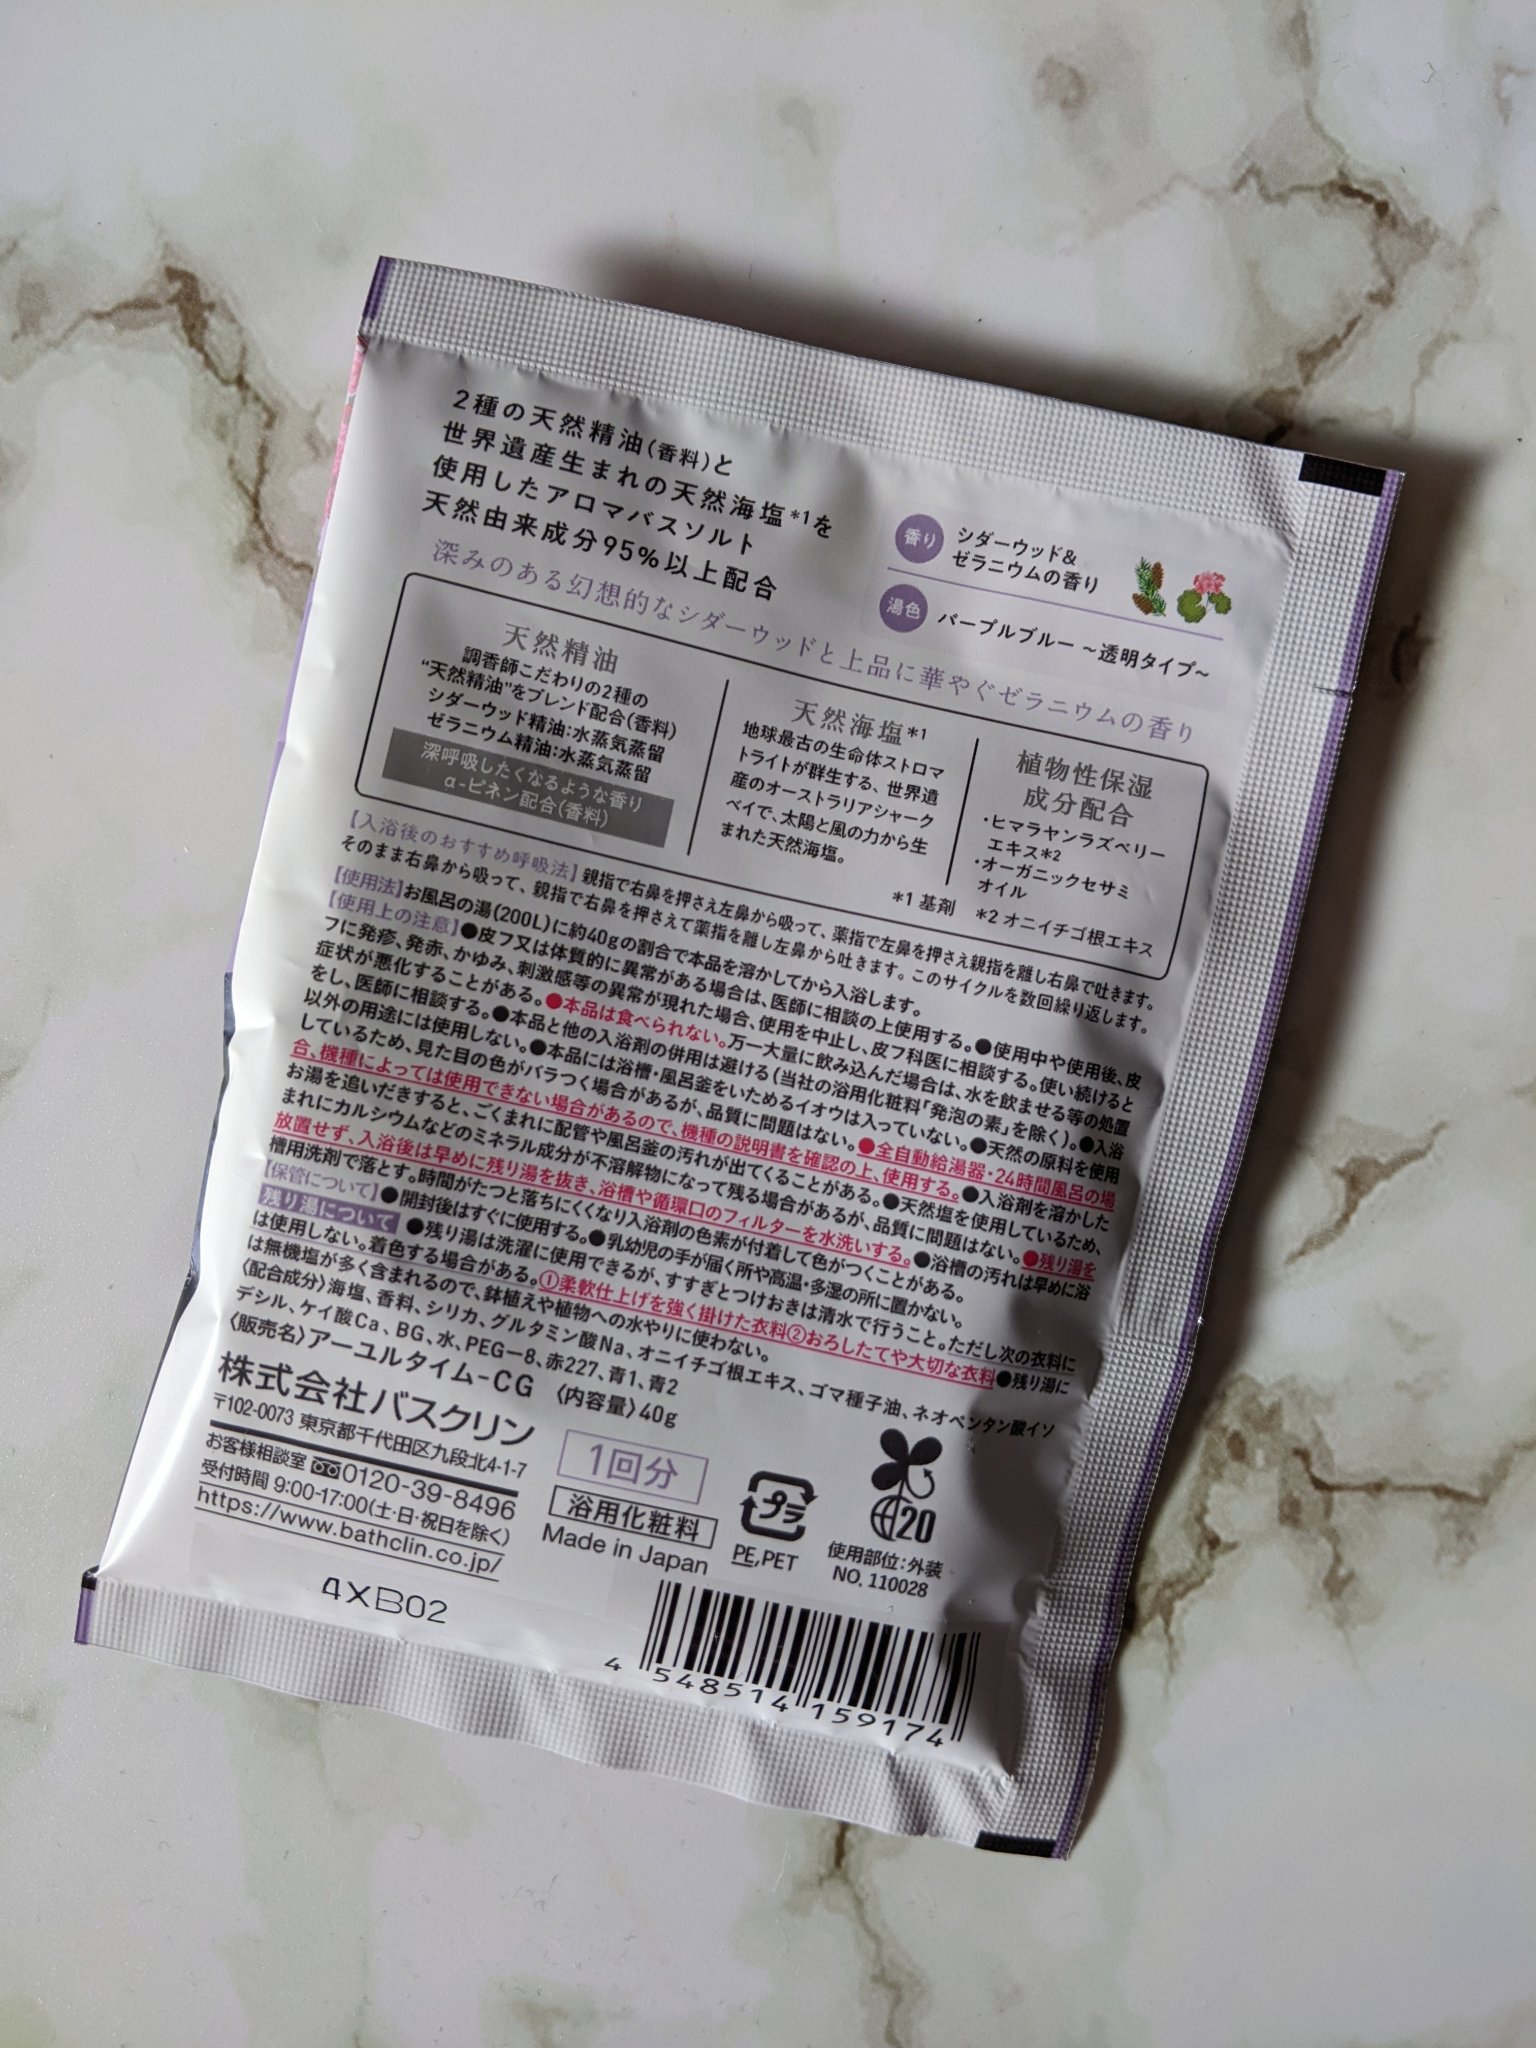 2種の天然精油(香料)と
世界遺産生まれの天然海塩*1を
使用したアロマバスソルト
天然由来成分95%以上配合
深みのある幻想的なシダーウッドと上品に華やぐゼラニウムの香り
香り
シダーウッド&
ゼラニウムの香り
湯色
パープルブルー ~透明タイプ~
天然精油
調香師こだわりの2種の
“天然精油”をブレンド配合(香料)
シダーウッド精油:水蒸気蒸留
ゼラニウム精油:水蒸気蒸留
深呼吸したくなるような香り
α-ピネン配合(香料)
天然海塩*1
地球最古の生命体ストロマ
トライトが群生する、世界遺
産のオーストラリアシャーク
ベイで、太陽と風の力から生
まれた天然海塩。
植物性保湿
成分配合
・ヒマラヤンラズベリー
エキス*2
・オーガニックセサミ
オイル
*1 基剤 *2 オニイチゴ根エキス
【入浴後のおすすめ呼吸法】親指で右鼻を押さえ左鼻から吸って、薬指で左鼻を押さえ親指を離し右鼻で吐きます。
そのまま右鼻から吸って、親指で右鼻を押さえて薬指を離し左鼻から吐きます。このサイクルを数回繰り返します。
【使用法】お風呂の湯(200L)に約40gの割合で本品を溶かしてから入浴します。
【使用上の注意】●皮フ又は体質的に異常がある場合は、医師に相談の上使用する。●使用中や使用後、皮
フに発疹、発赤、かゆみ、刺激感等の異常が現れた場合、使用を中止し、皮フ科医に相談する。使い続けると
症状が悪化することがある。●本品は食べられない。万一大量に飲み込んだ場合は、水を飲ませる等の処置
をし、医師に相談する。●本品と他の入浴剤の併用は避ける(当社の浴用化粧料「発泡の素」を除く)。●入浴
以外の用途には使用しない。●本品には浴槽・風呂釜をいためるイオウは入っていない。●天然の原料を使用
しているため、見た目の色がバラつく場合があるが、品質に問題はない。●全自動給湯器・24時間風呂の場
合、機種によっては使用できない場合があるので、機種の説明書を確認の上、使用する。●入浴剤を溶かした
お湯を追いだきすると、ごくまれに配管や風呂釜の汚れが出てくることがある。●天然塩を使用しているため、
まれにカルシウムなどのミネラル成分が不溶解物になって残る場合があるが、品質に問題はない。●残り湯を
放置せず、入浴後は早めに残り湯を抜き、浴槽や循環口のフィルターを水洗いする。●浴槽の汚れは早めに浴
槽用洗剤で落とす。時間がたつと落ちにくくなり入浴剤の色素が付着して色がつくことがある。
【保管について】●開封後はすぐに使用する。●乳幼児の手が届く所や高温・多湿の所に置かない。
残り湯について ●残り湯は洗濯に使用できるが、すすぎとつけおきは清水で行うこと。ただし次の衣料に
は使用しない。着色する場合がある。①柔軟仕上げを強く掛けた衣料②おろしたてや大切な衣料●残り湯に
は無機塩が多く含まれるので、鉢植えや植物への水やりに使わない。
〈配合成分〉海塩、香料、シリカ、グルタミン酸Na、オニイチゴ根エキス、ゴマ種子油、ネオペンタン酸イソ
デシル、ケイ酸Ca、BG、水、PEG-8、赤227、青1、青2
〈販売名〉アーユルタイム-CG 〈内容量〉40g
株式会社バスクリン
〒102-0073 東京都千代田区九段北4-1-7
お客様相談室 0120-39-8496
受付時間 9:00-17:00(土・日・祝日を除く)
https://www.bathclin.co.jp/
1回分
浴用化粧料
Made in Japan
プラ
PE,PET
20
使用部位:外装
NO. 110028
4XB02
4 548514 159174